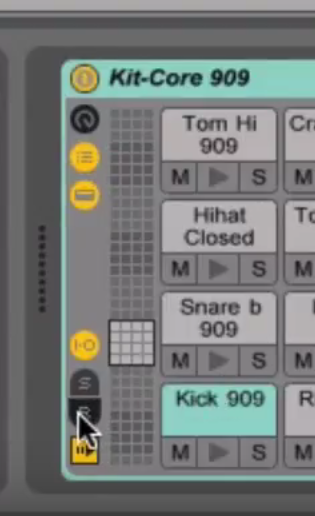 Kit-Core 909
Tom Hi
909
Cr
M S M
Hihat
Closed
To
M S M
Snare b
909
I-O
M S M
S
Kick 909
R
M S M